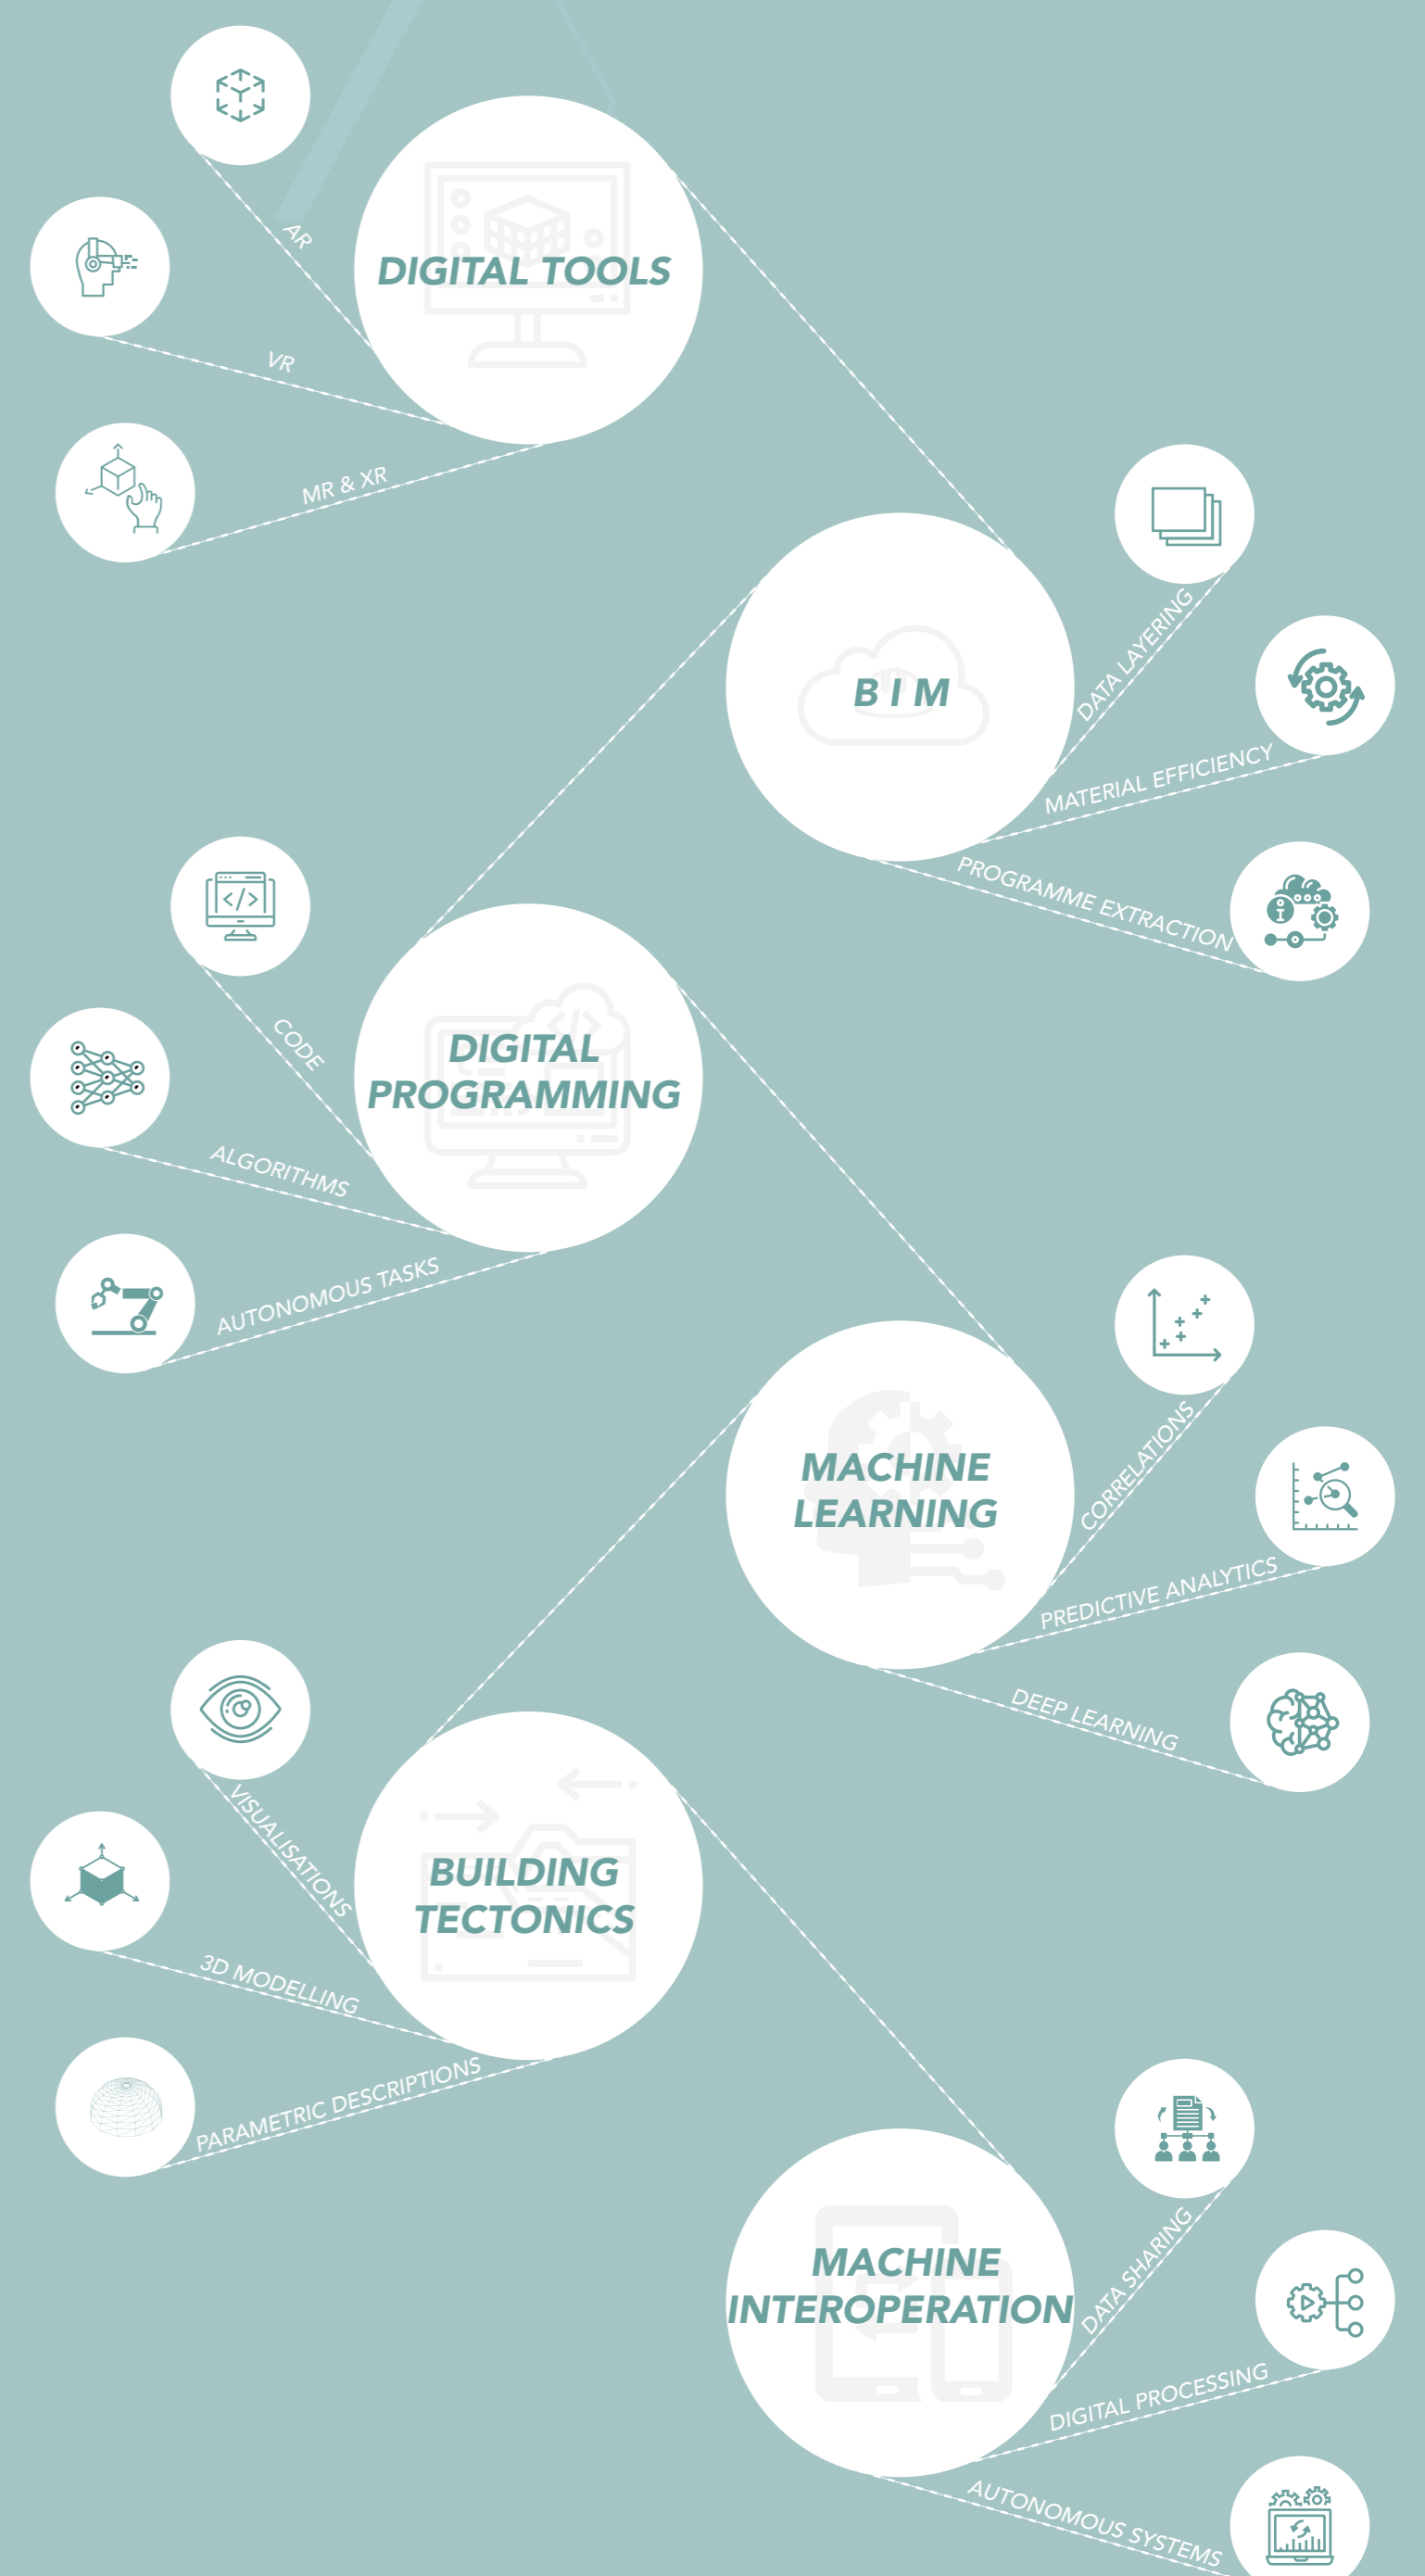 AR
DIGITAL TOOLS
VR
MR & XR
DATA LAYERING
B I M
MATERIAL EFFICIENCY
PROGRAMME EXTRACTION
CODE
DIGITAL
PROGRAMMING
ALGORITHMS
AUTONOMOUS TASKS
CORRELATIONS
MACHINE
LEARNING
PREDICTIVE ANALYTICS
DEEP LEARNING
VISUALISATIONS
BUILDING
TECTONICS
3D MODELLING
PARAMETRIC DESCRIPTIONS
DATA SHARING
MACHINE
INTEROPERATION
DIGITAL PROCESSING
AUTONOMOUS SYSTEMS